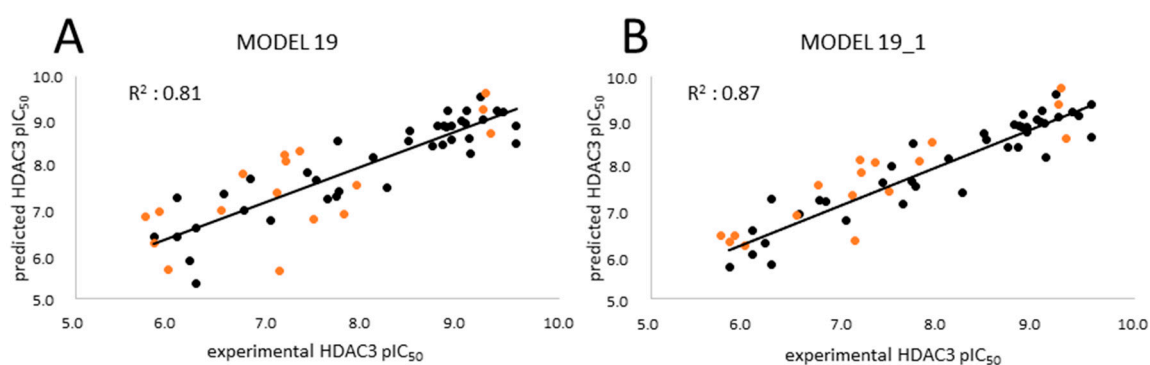 A
MODEL 19
R² : 0.81
predicted HDAC3 pIC₅₀
10.0
9.0
8.0
7.0
6.0
5.0
5.0 6.0 7.0 8.0 9.0 10.0
experimental HDAC3 pIC₅₀
B
MODEL 19_1
R² : 0.87
predicted HDAC3 pIC₅₀
10.0
9.0
8.0
7.0
6.0
5.0
5.0 6.0 7.0 8.0 9.0 10.0
experimental HDAC3 pIC₅₀